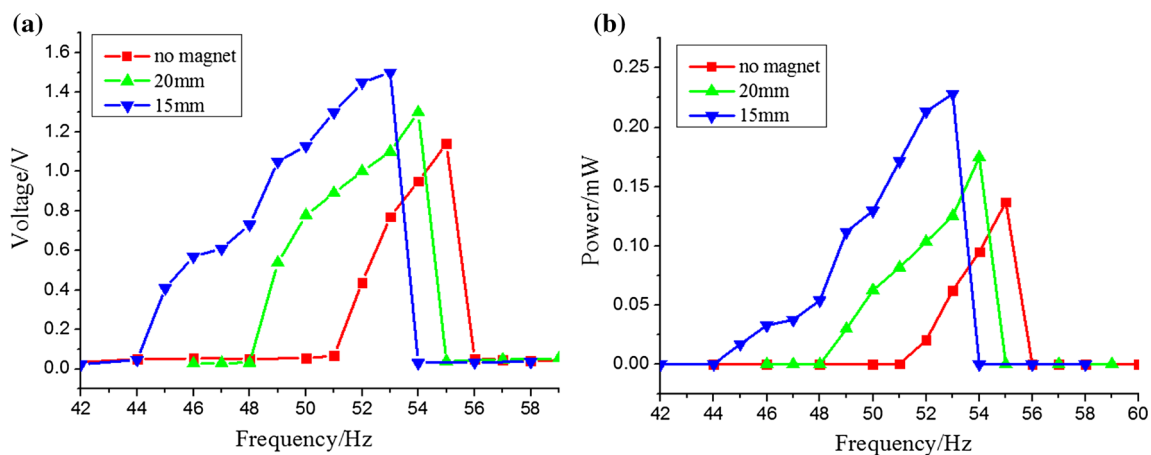 (a)
Voltage/V
1.6
1.4
1.2
1.0
0.8
0.6
0.4
0.2
0.0
no magnet
20mm
15mm
42 44 46 48 50 52 54 56 58
Frequency/Hz
(b)
Power/mW
0.25
0.20
0.15
0.10
0.05
0.00
no magnet
20mm
15mm
42 44 46 48 50 52 54 56 58 60
Frequency/Hz